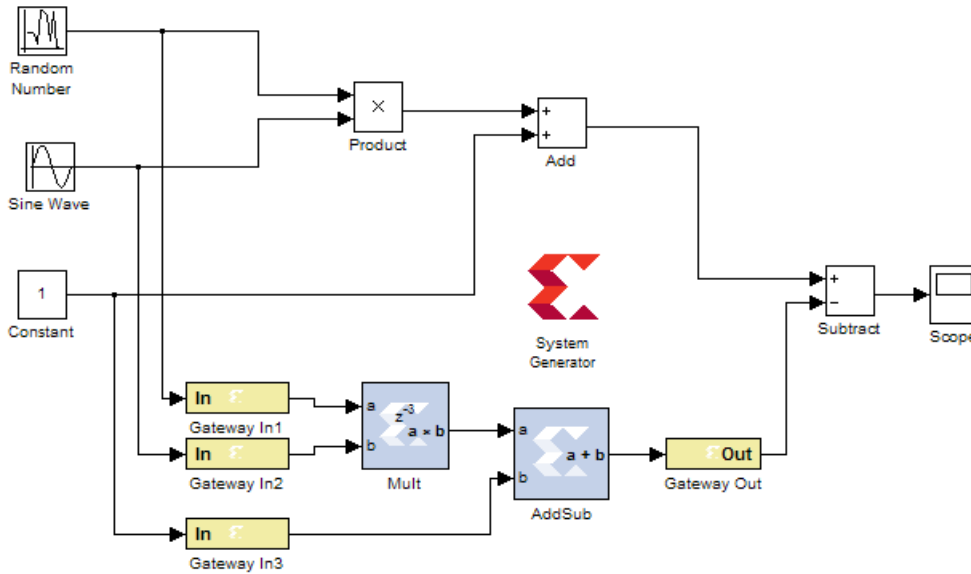 Random
Number
×
Product
+
+
Add
Sine Wave
1
Constant
System
Generator
+
−
Subtract
Scope
In
Gateway In1
In
Gateway In2
a
b
z⁻³
a × b
Mult
a
b
a + b
AddSub
Out
Gateway Out
In
Gateway In3